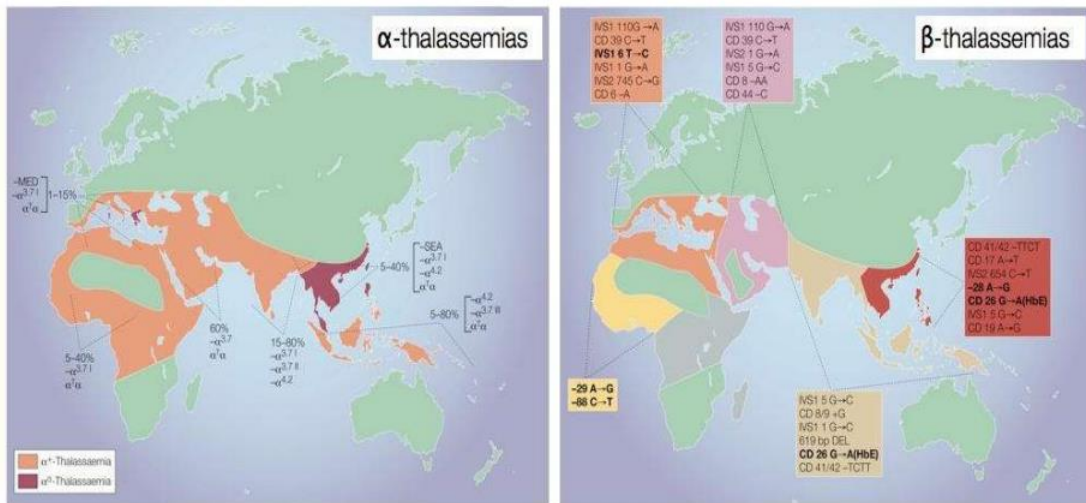 α-thalassemias
–MED
–α3.7 I
αTα
1–15%
–SEA
–α3.7 I
–α4.2
αTα
5–40%
–α4.2
–α3.7 III
αTα
5–80%
60%
–α3.7
αTα
15–80%
–α3.7 I
–α3.7 II
–α4.2
5–40%
–α3.7 I
αTα
α+-Thalassaemia
α0-Thalassaemia
β-thalassemias
IVS1 110G→A
CD 39 C→T
IVS1 6 T→C
IVS1 1 G→A
IVS2 745 C→G
CD 6 –A
IVS1 110 G→A
CD 39 C→T
IVS2 1 G→A
IVS1 5 G→C
CD 8 –AA
CD 44 –C
CD 41/42 –TTCT
CD 17 A→T
IVS2 654 C→T
–28 A→G
CD 26 G→A(HbE)
IVS1 5 G→C
CD 19 A→G
–29 A→G
–88 C→T
IVS1 5 G→C
CD 8/9 +G
IVS1 1 G→C
619 bp DEL
CD 26 G→A(HbE)
CD 41/42 –TCTT